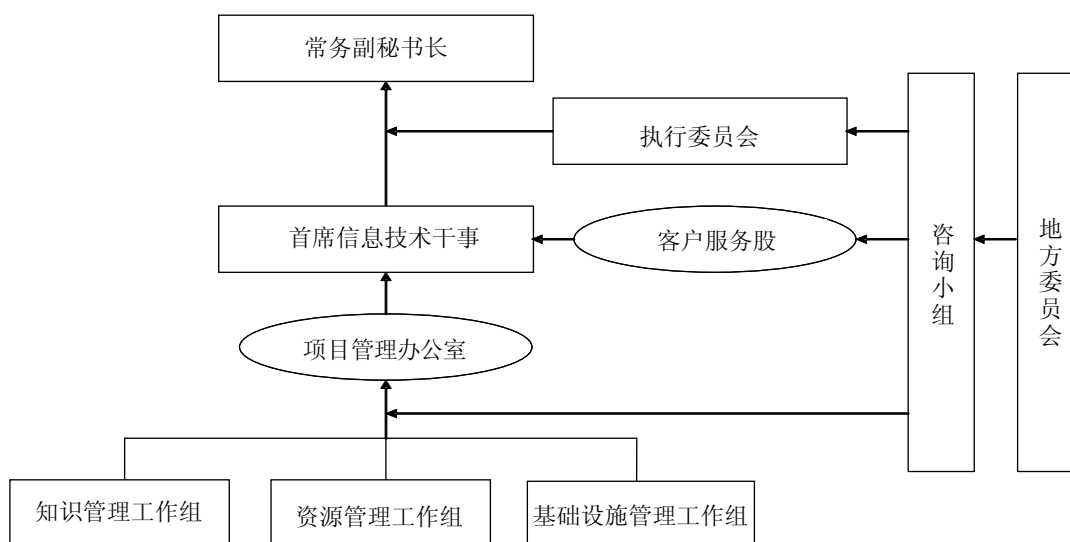 常务副秘书长
执行委员会
首席信息技术干事
客户服务股
咨询小组
地方委员会
项目管理办公室
知识管理工作组
资源管理工作组
基础设施管理工作组